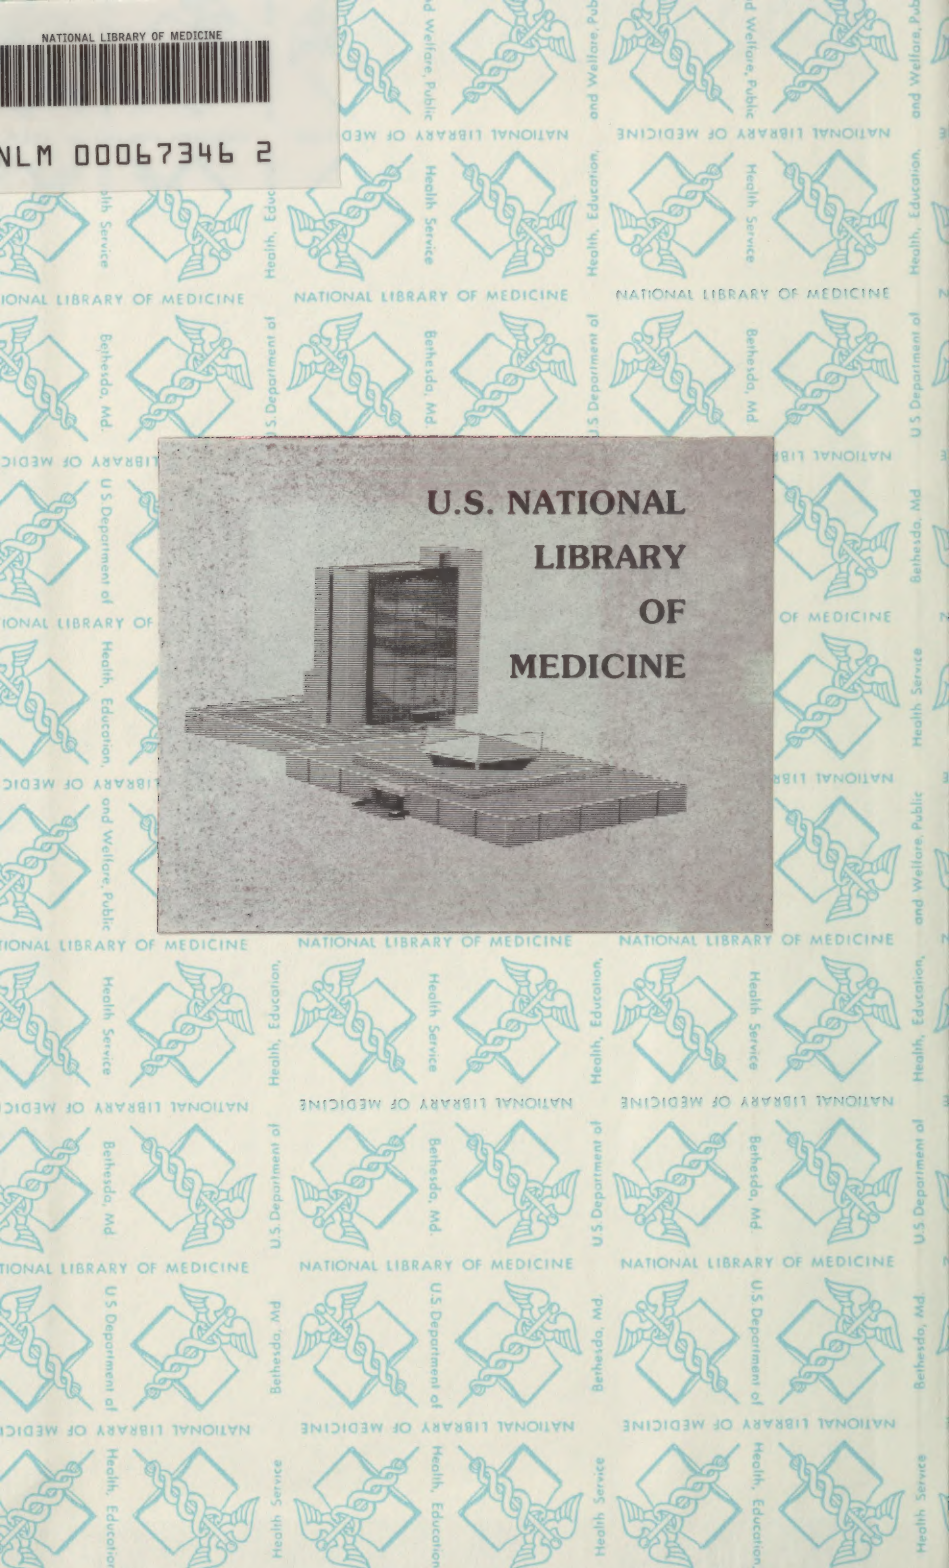 NATIONAL LIBRARY OF MEDICINE
NLM 00067346 2
U.S. NATIONAL
LIBRARY
OF
MEDICINE
NATIONAL LIBRARY OF MEDICINE
U S Department of
Health, Education,
and Welfare, Public
Health Service
Bethesda, Md.